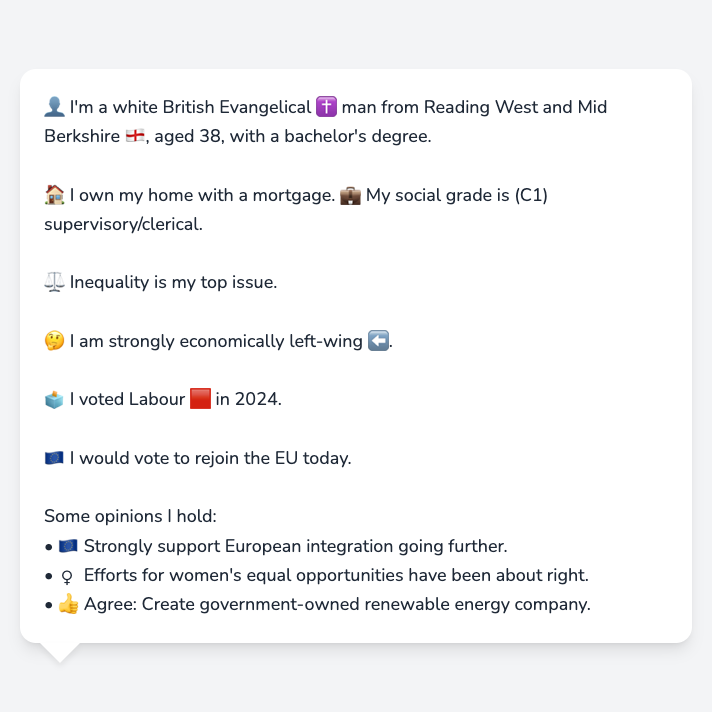 👤 I'm a white British Evangelical ✝️ man from Reading West and Mid
Berkshire 🏴󠁧󠁢󠁥󠁮󠁧󠁿, aged 38, with a bachelor's degree.
🏠 I own my home with a mortgage. 💼 My social grade is (C1)
supervisory/clerical.
⚖️ Inequality is my top issue.
🤔 I am strongly economically left-wing ⬅️.
🗳️ I voted Labour 🟥 in 2024.
🇪🇺 I would vote to rejoin the EU today.
Some opinions I hold:
• 🇪🇺 Strongly support European integration going further.
• ♀ Efforts for women's equal opportunities have been about right.
• 👍 Agree: Create government-owned renewable energy company.